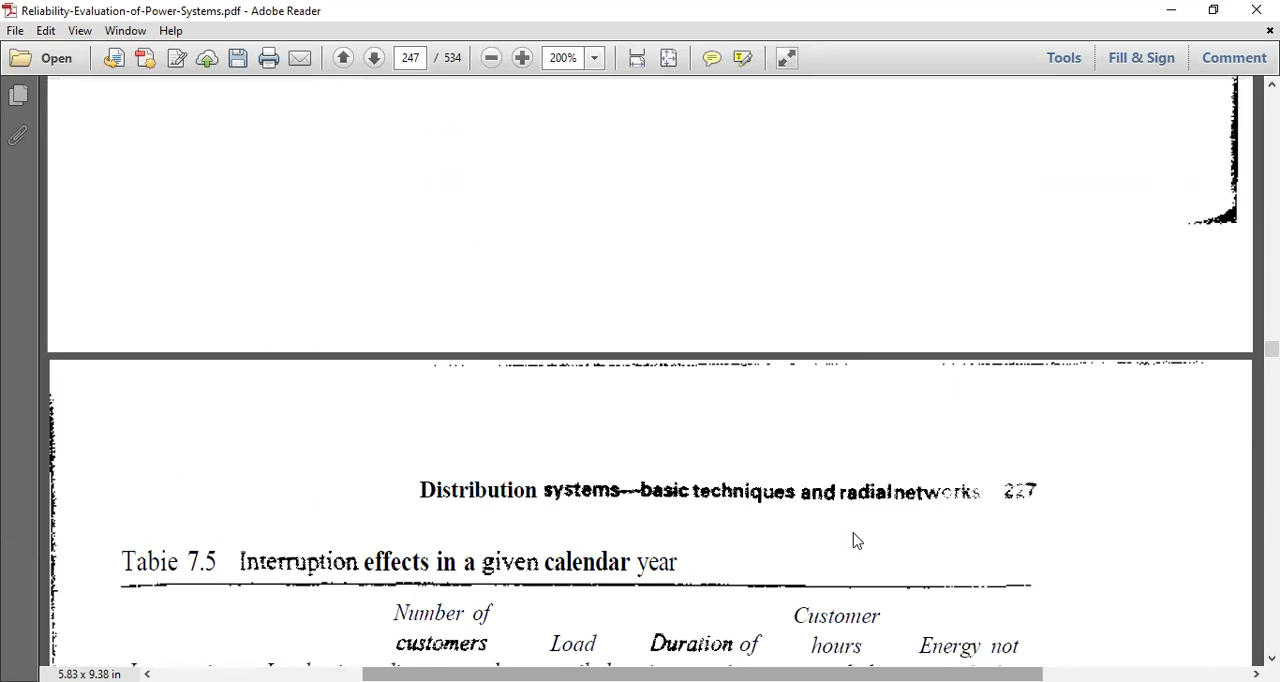 Reliability-Evaluation-of-Power-Systems.pdf - Adobe Reader
File Edit View Window Help
Open 247 / 534 200% Tools Fill & Sign Comment
Distribution systems—basic techniques and radial networks 227
Tabie 7.5 Interruption effects in a given calendar year
Number of Customer
customers Load Duration of hours Energy not
5.83 x 9.38 in